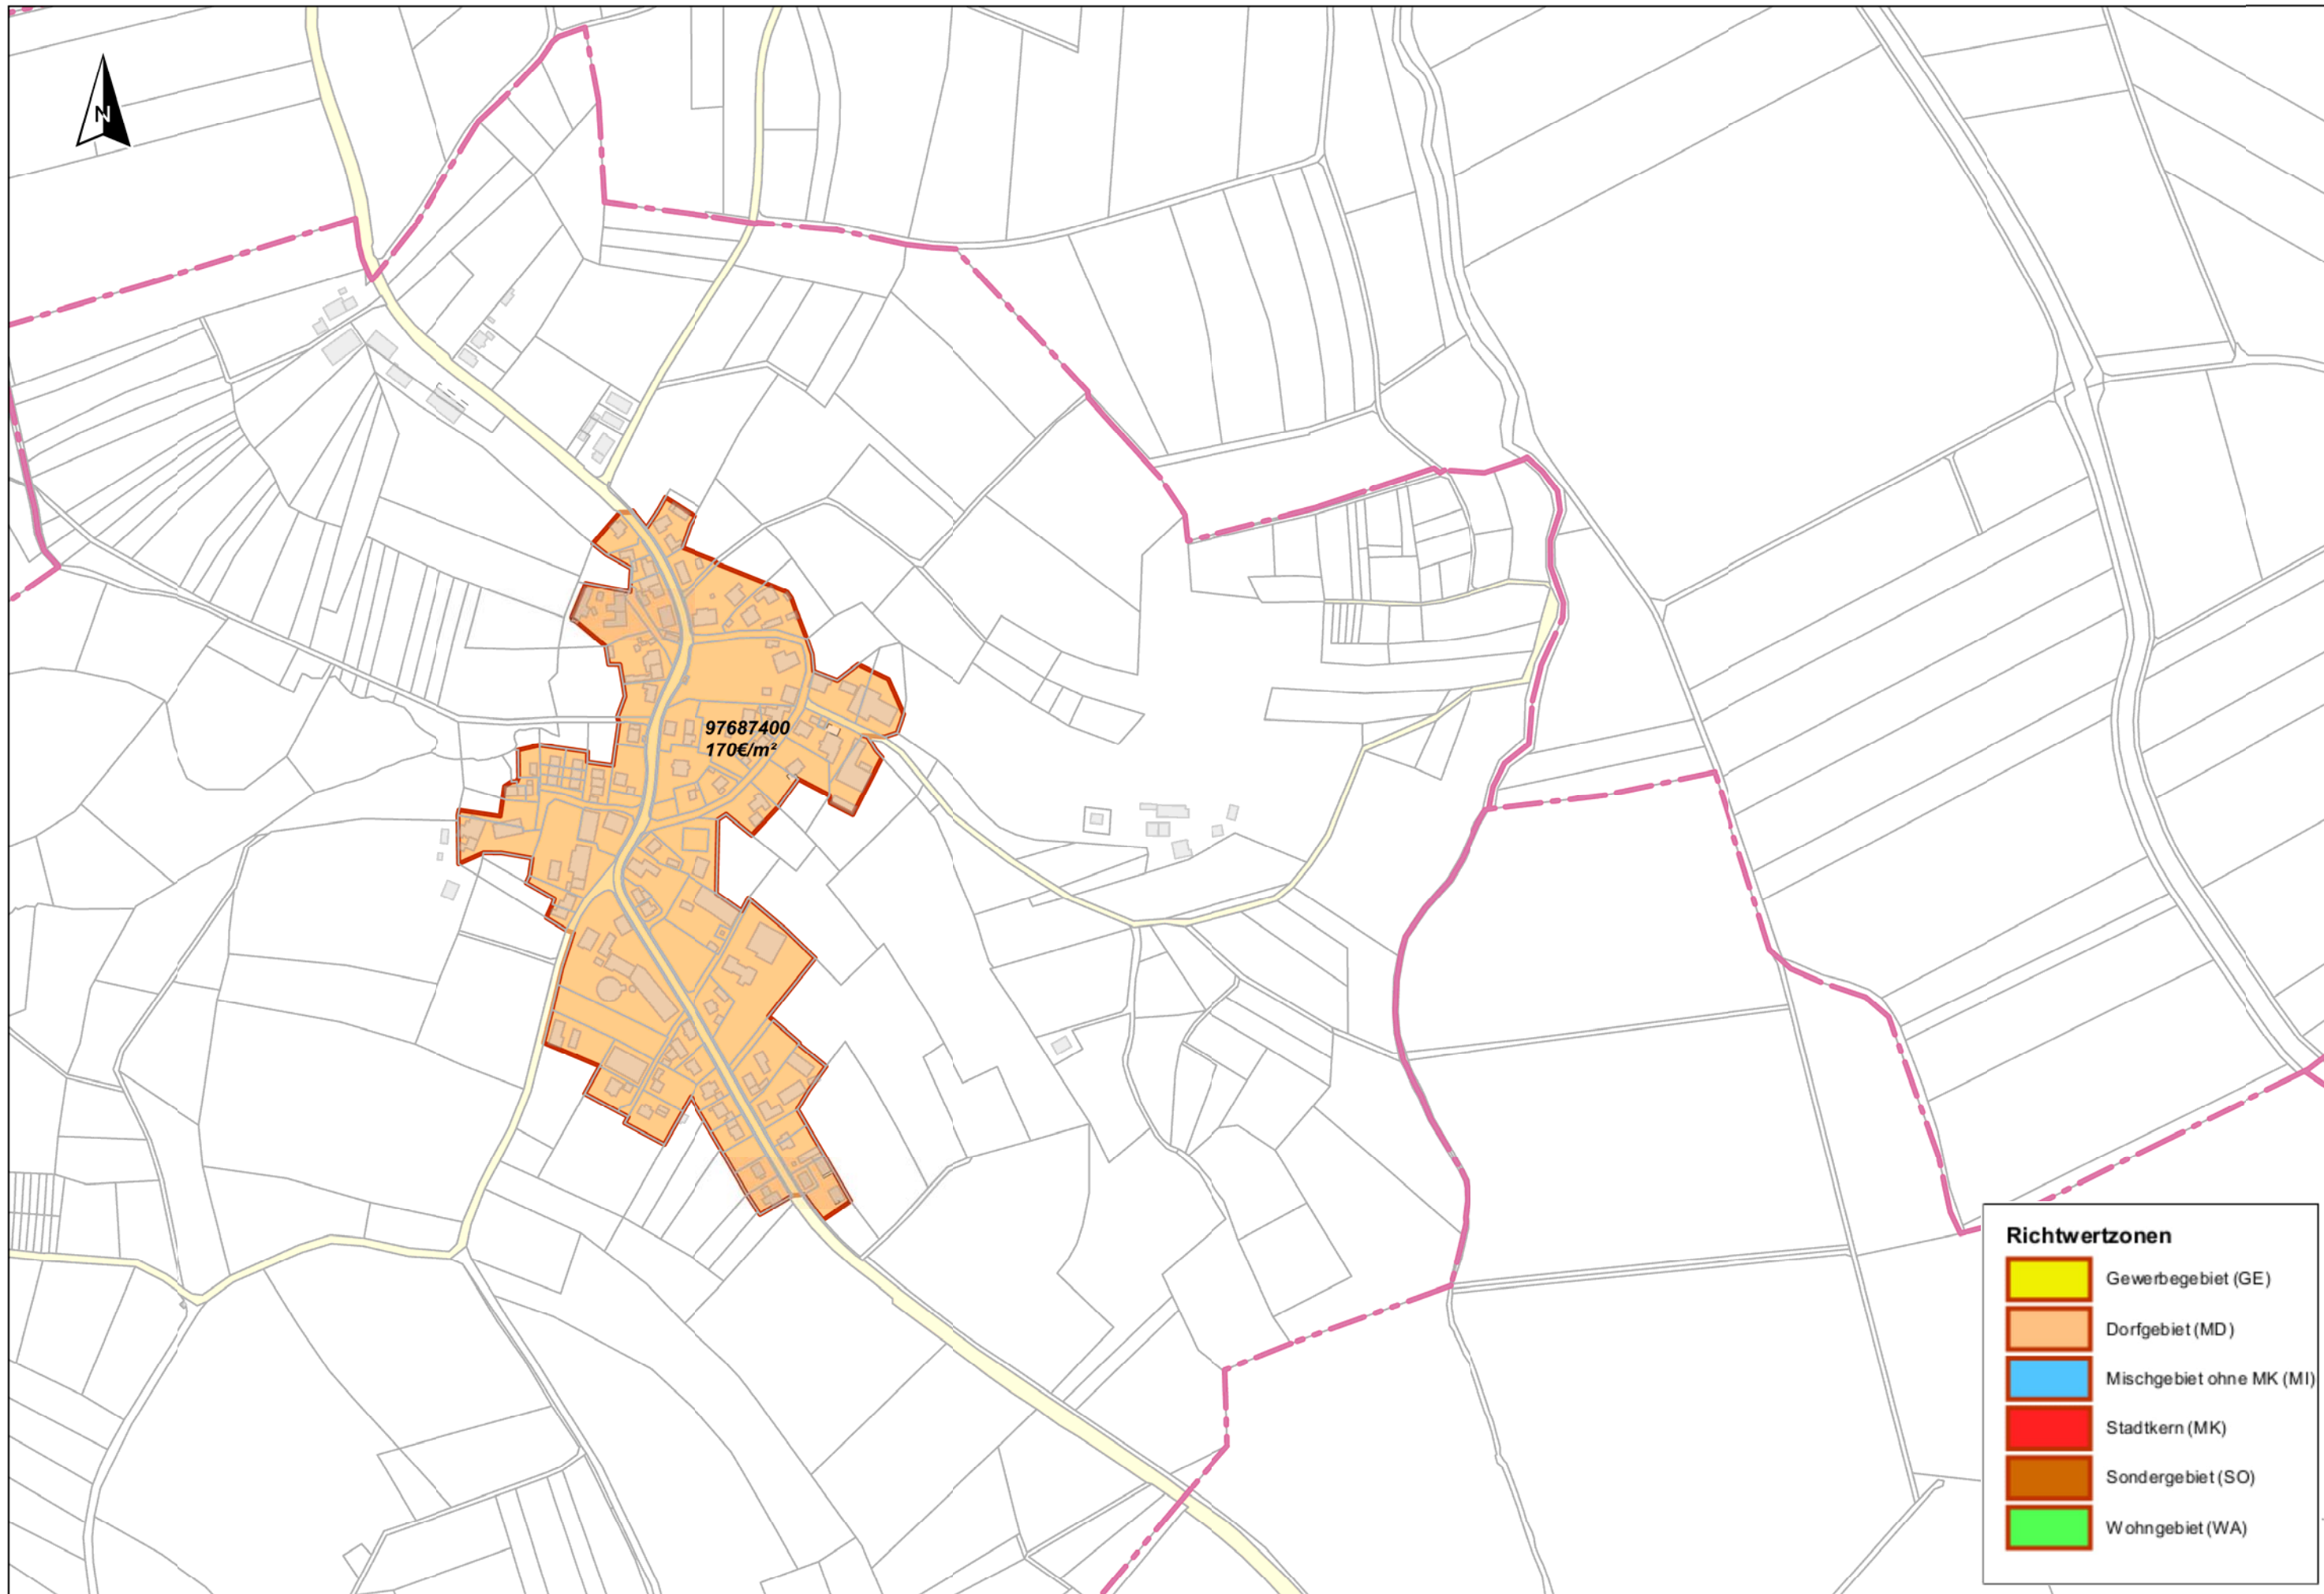 N
97687400
170€/m²
Richtwertzonen
Gewerbegebiet (GE)
Dorfgebiet (MD)
Mischgebiet ohne MK (MI)
Stadtkern (MK)
Sondergebiet (SO)
Wohngebiet (WA)